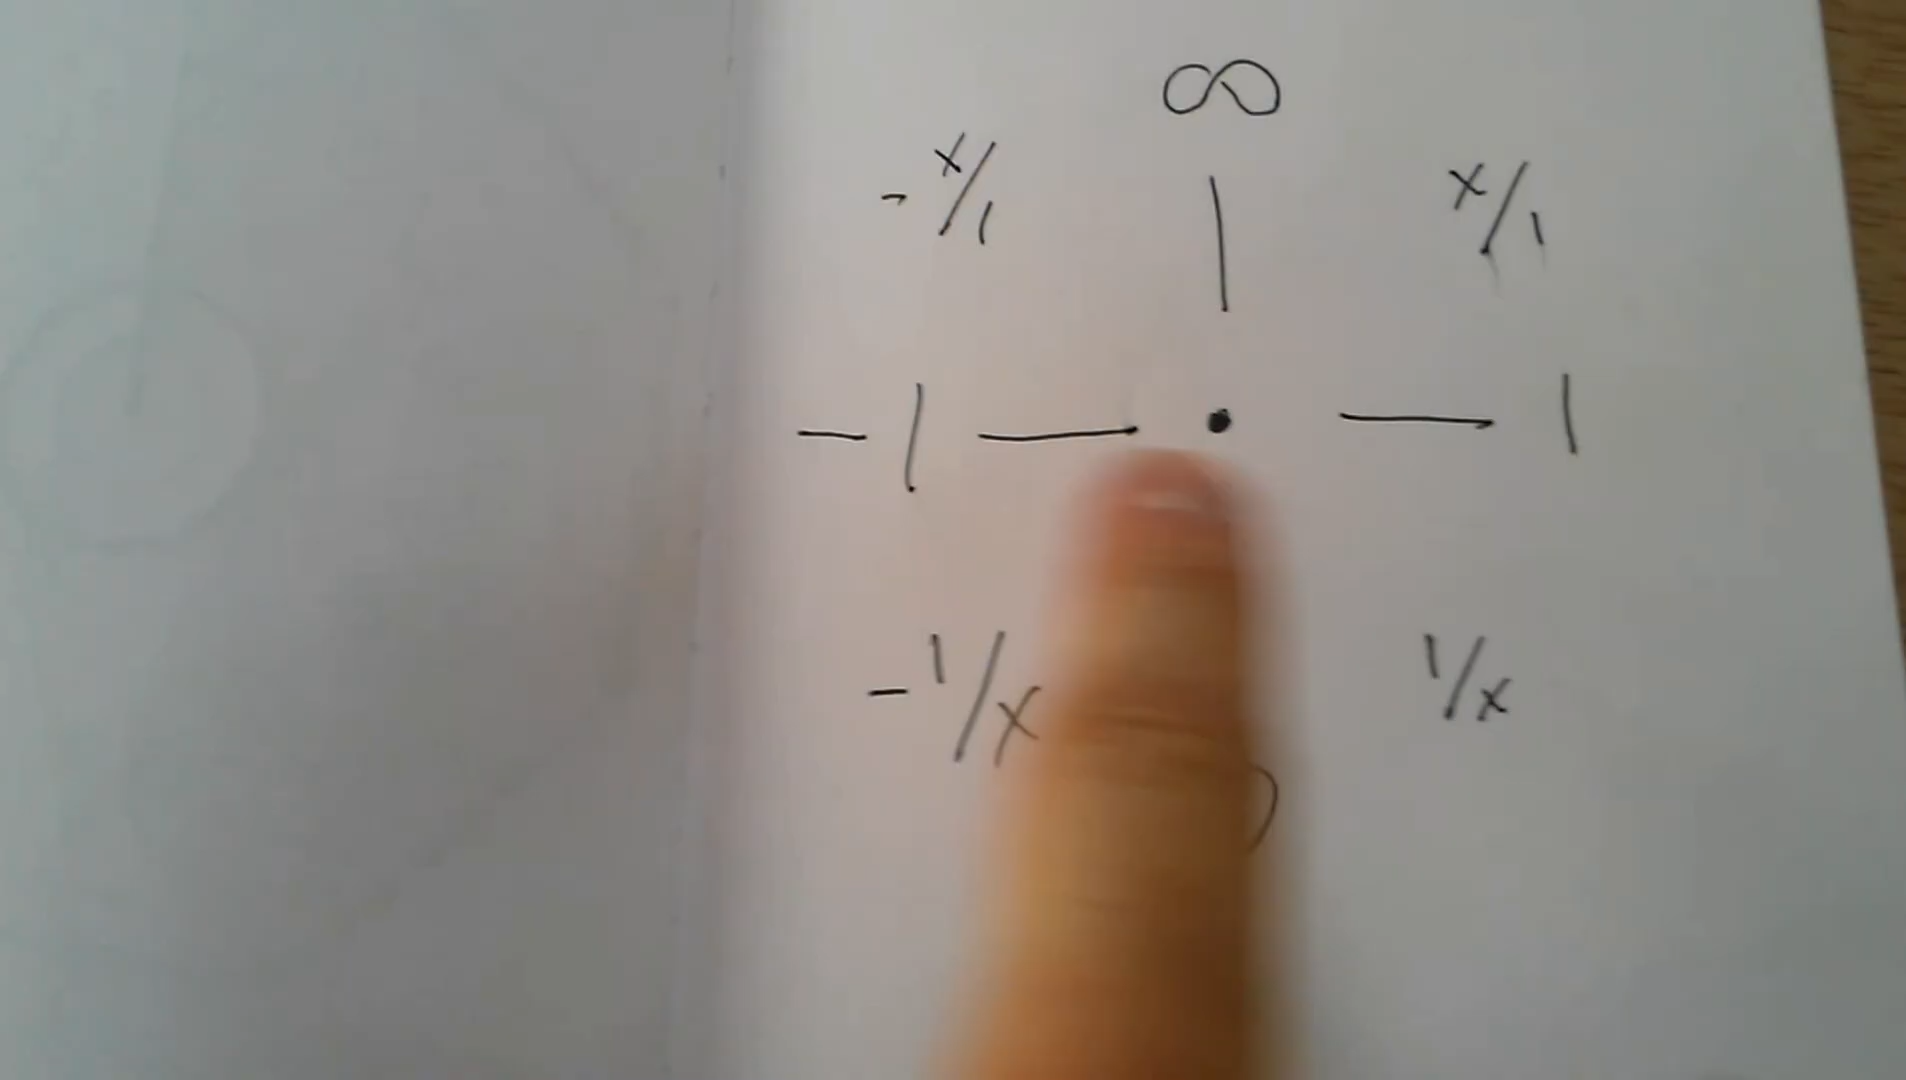 ∞
- x/1 x/1
- 1 1
- 1/x 1/x